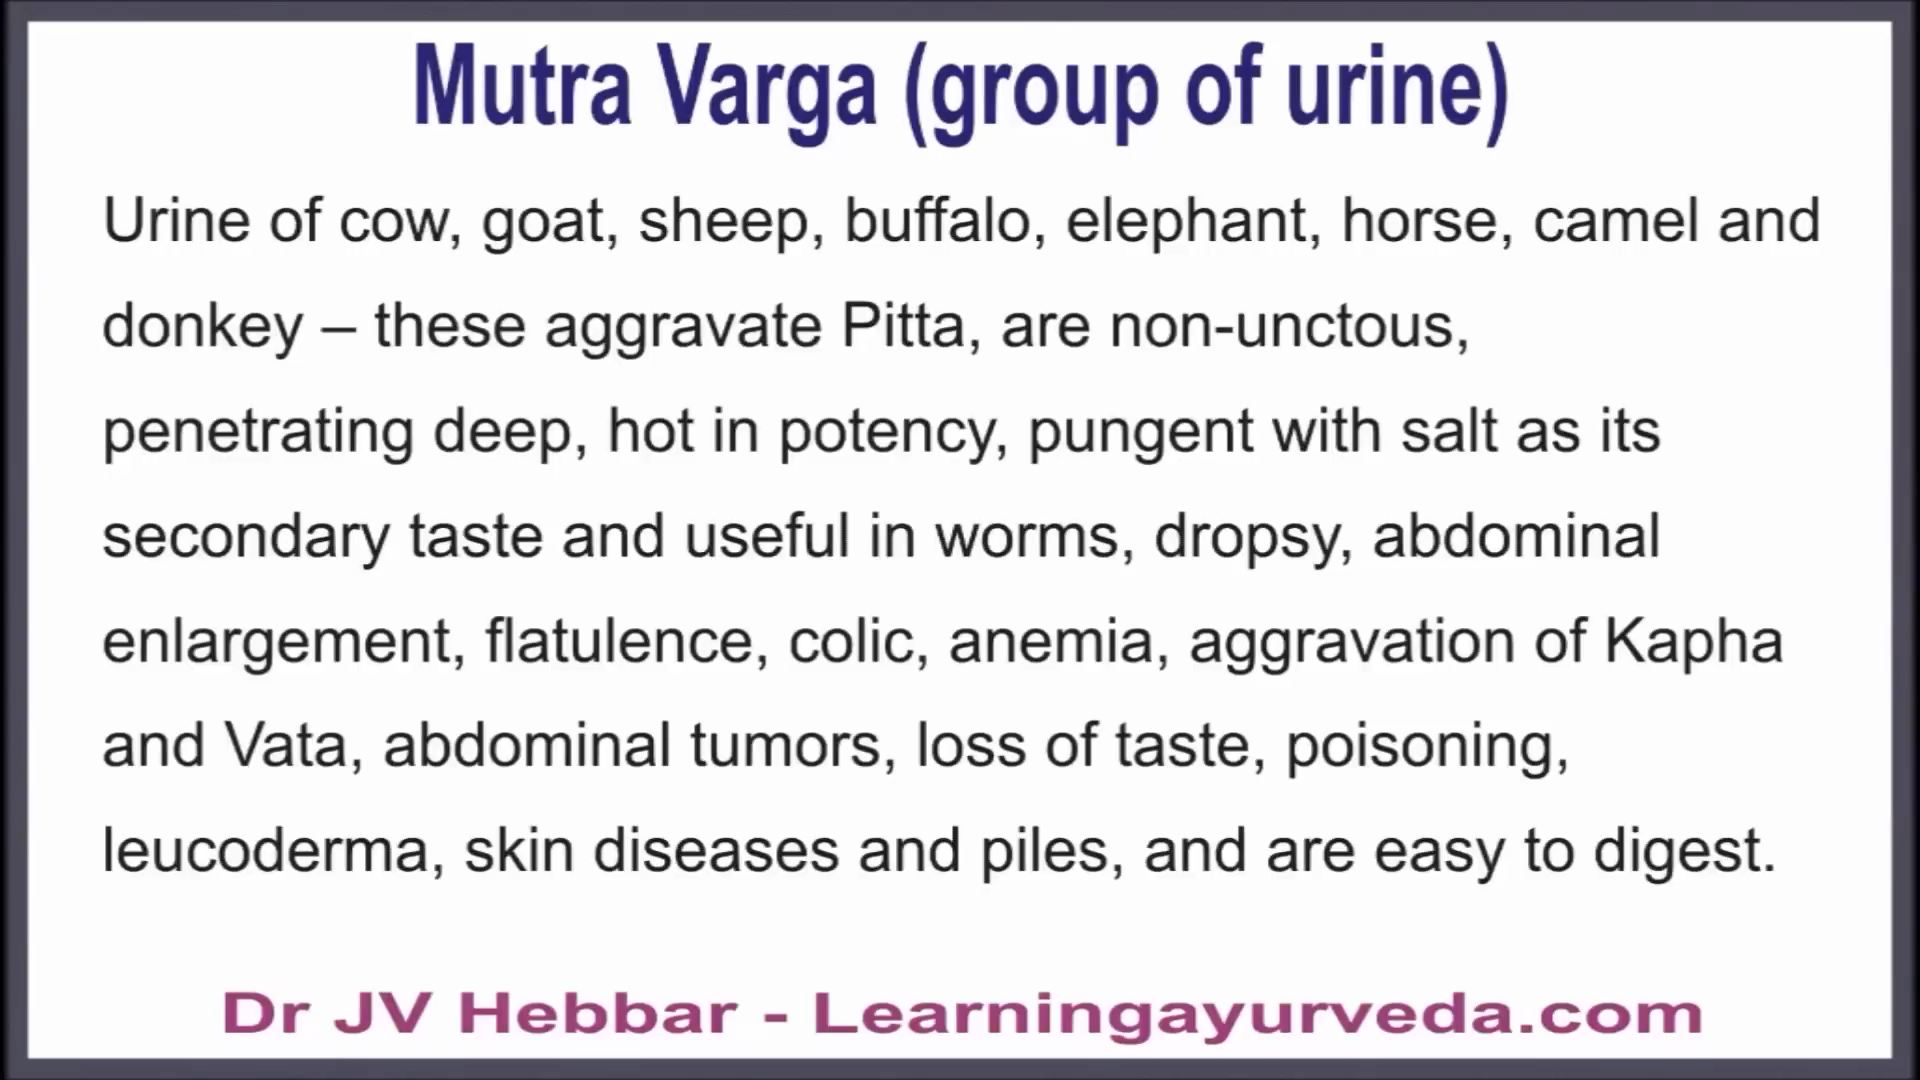 Mutra Varga (group of urine)
Urine of cow, goat, sheep, buffalo, elephant, horse, camel and
donkey – these aggravate Pitta, are non-unctous,
penetrating deep, hot in potency, pungent with salt as its
secondary taste and useful in worms, dropsy, abdominal
enlargement, flatulence, colic, anemia, aggravation of Kapha
and Vata, abdominal tumors, loss of taste, poisoning,
leucoderma, skin diseases and piles, and are easy to digest.
Dr JV Hebbar - Learningayurveda.com